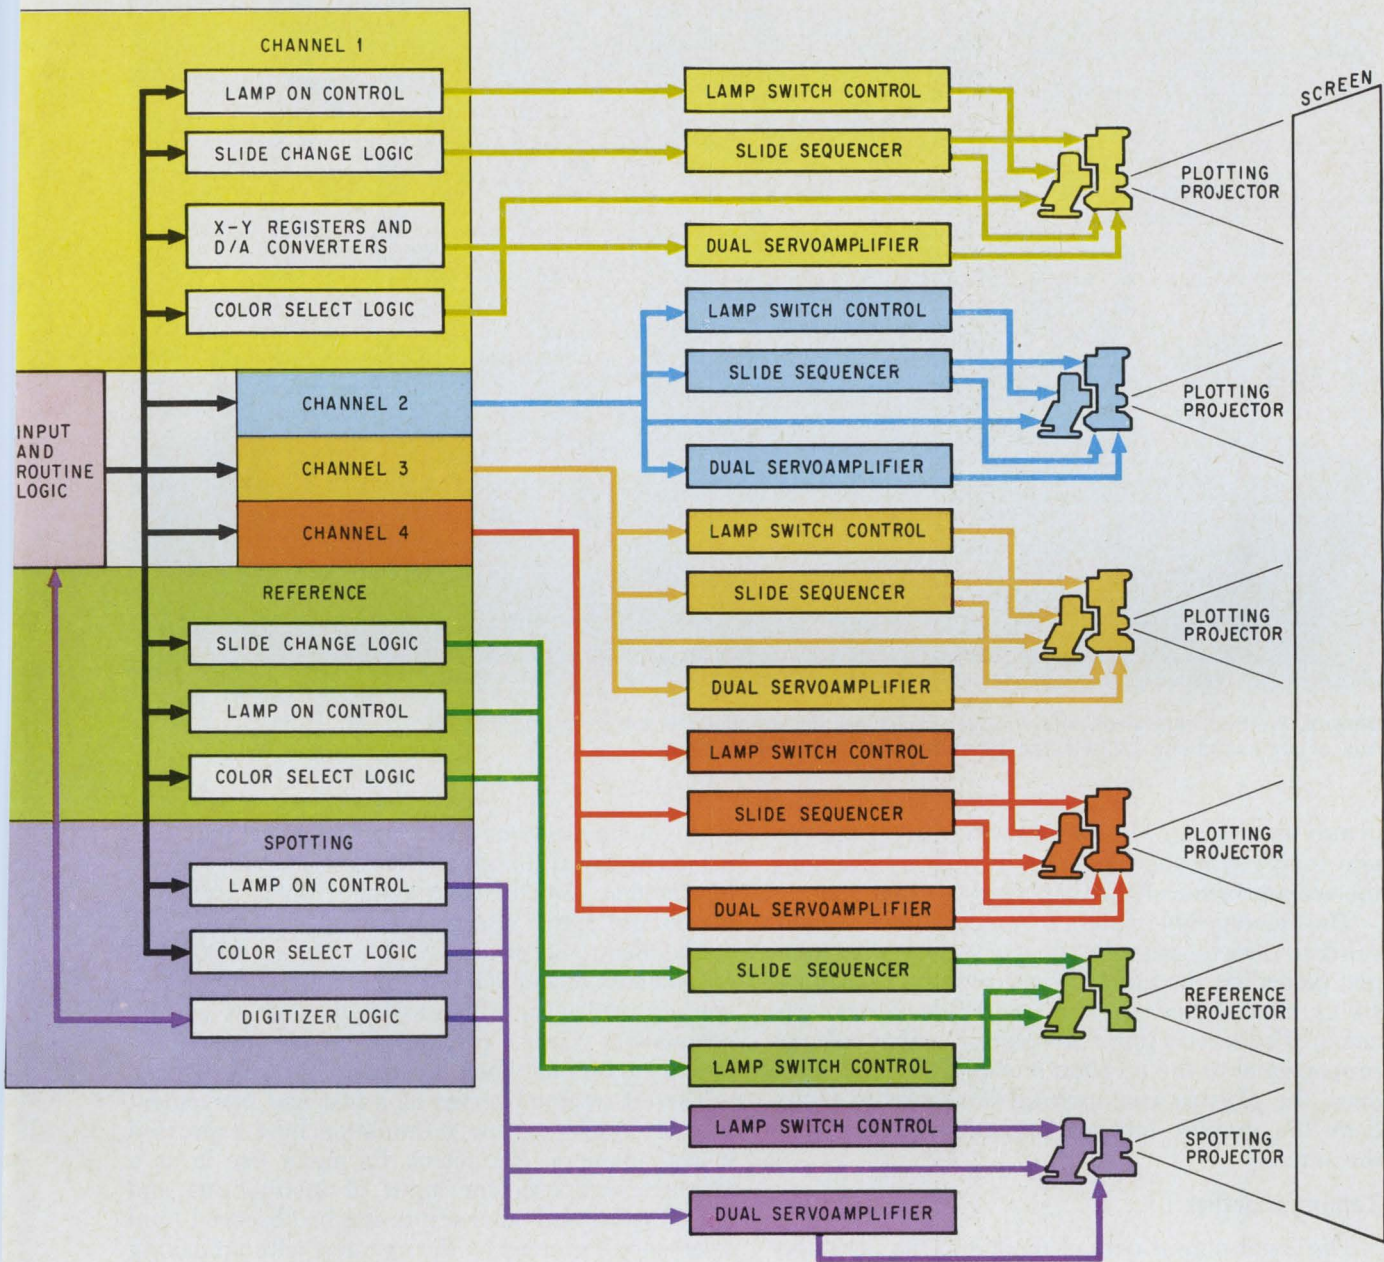 CHANNEL 1
LAMP ON CONTROL
SLIDE CHANGE LOGIC
X-Y REGISTERS AND
D/A CONVERTERS
COLOR SELECT LOGIC
CHANNEL 2
CHANNEL 3
CHANNEL 4
INPUT
AND
ROUTINE
LOGIC
REFERENCE
SLIDE CHANGE LOGIC
LAMP ON CONTROL
COLOR SELECT LOGIC
SPOTTING
LAMP ON CONTROL
COLOR SELECT LOGIC
DIGITIZER LOGIC
LAMP SWITCH CONTROL
SLIDE SEQUENCER
DUAL SERVOAMPLIFIER
LAMP SWITCH CONTROL
SLIDE SEQUENCER
DUAL SERVOAMPLIFIER
LAMP SWITCH CONTROL
SLIDE SEQUENCER
DUAL SERVOAMPLIFIER
LAMP SWITCH CONTROL
SLIDE SEQUENCER
DUAL SERVOAMPLIFIER
SLIDE SEQUENCER
LAMP SWITCH CONTROL
LAMP SWITCH CONTROL
DUAL SERVOAMPLIFIER
PLOTTING
PROJECTOR
PLOTTING
PROJECTOR
PLOTTING
PROJECTOR
PLOTTING
PROJECTOR
REFERENCE
PROJECTOR
SPOTTING
PROJECTOR
SCREEN